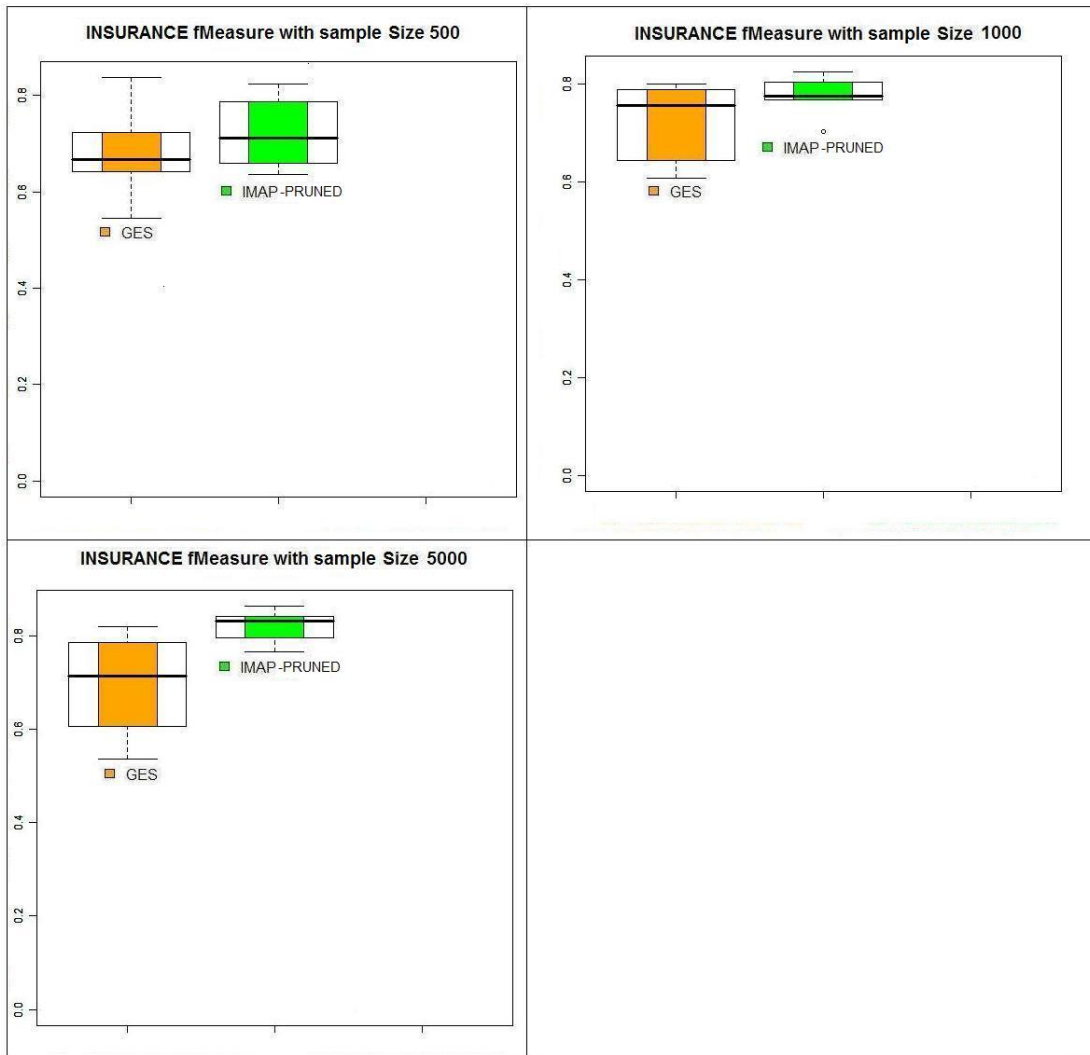 INSURANCE fMeasure with sample Size 500
0.8
0.6
0.4
0.2
0.0
IMAP-PRUNED
GES
INSURANCE fMeasure with sample Size 1000
0.8
0.6
0.4
0.2
0.0
IMAP-PRUNED
GES
INSURANCE fMeasure with sample Size 5000
0.8
0.6
0.4
0.2
0.0
IMAP-PRUNED
GES